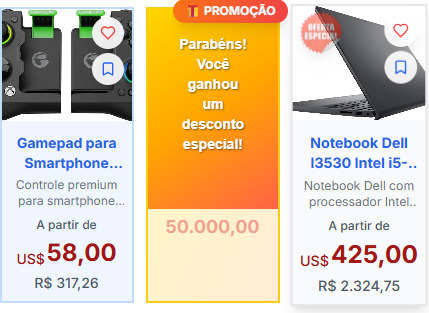 Gamepad para
Smartphone...
Controle premium
para smartphone...
A partir de
US$58,00
R$ 317,26
PROMOÇÃO
Parabéns!
Você
ganhou
um
desconto
especial!
50.000,00
OFERTA
ESPECIAL
Notebook Dell
I3530 Intel i5-...
Notebook Dell com
processador Intel...
A partir de
US$425,00
R$ 2.324,75